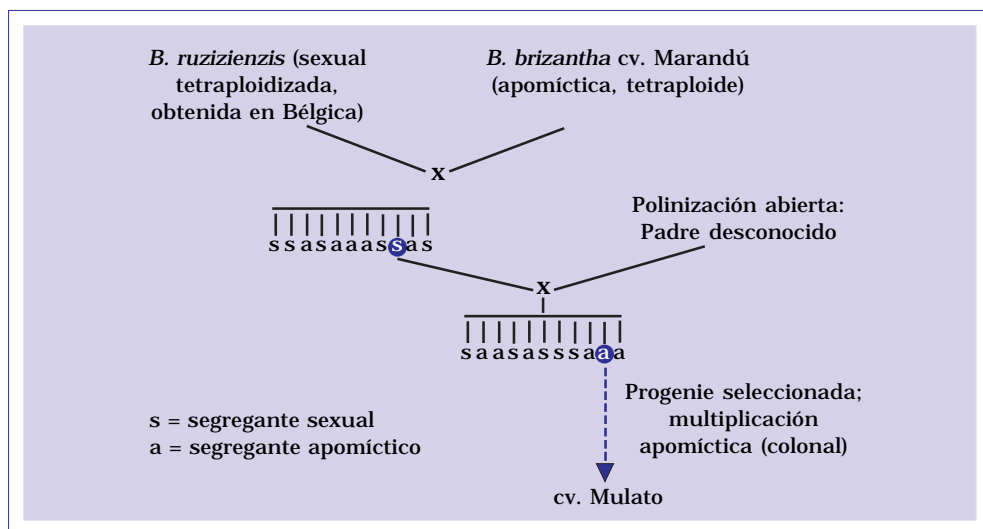 B. ruzizienzis (sexual
tetraploidizada,
obtenida en Bélgica)
B. brizantha cv. Marandú
(apomíctica, tetraploide)
x
Polinización abierta:
Padre desconocido
s s a s a a a s s a s
x
s a a s a s s s a a a
Progenie seleccionada;
multiplicación
apomíctica (colonal)
s = segregante sexual
a = segregante apomíctico
cv. Mulato